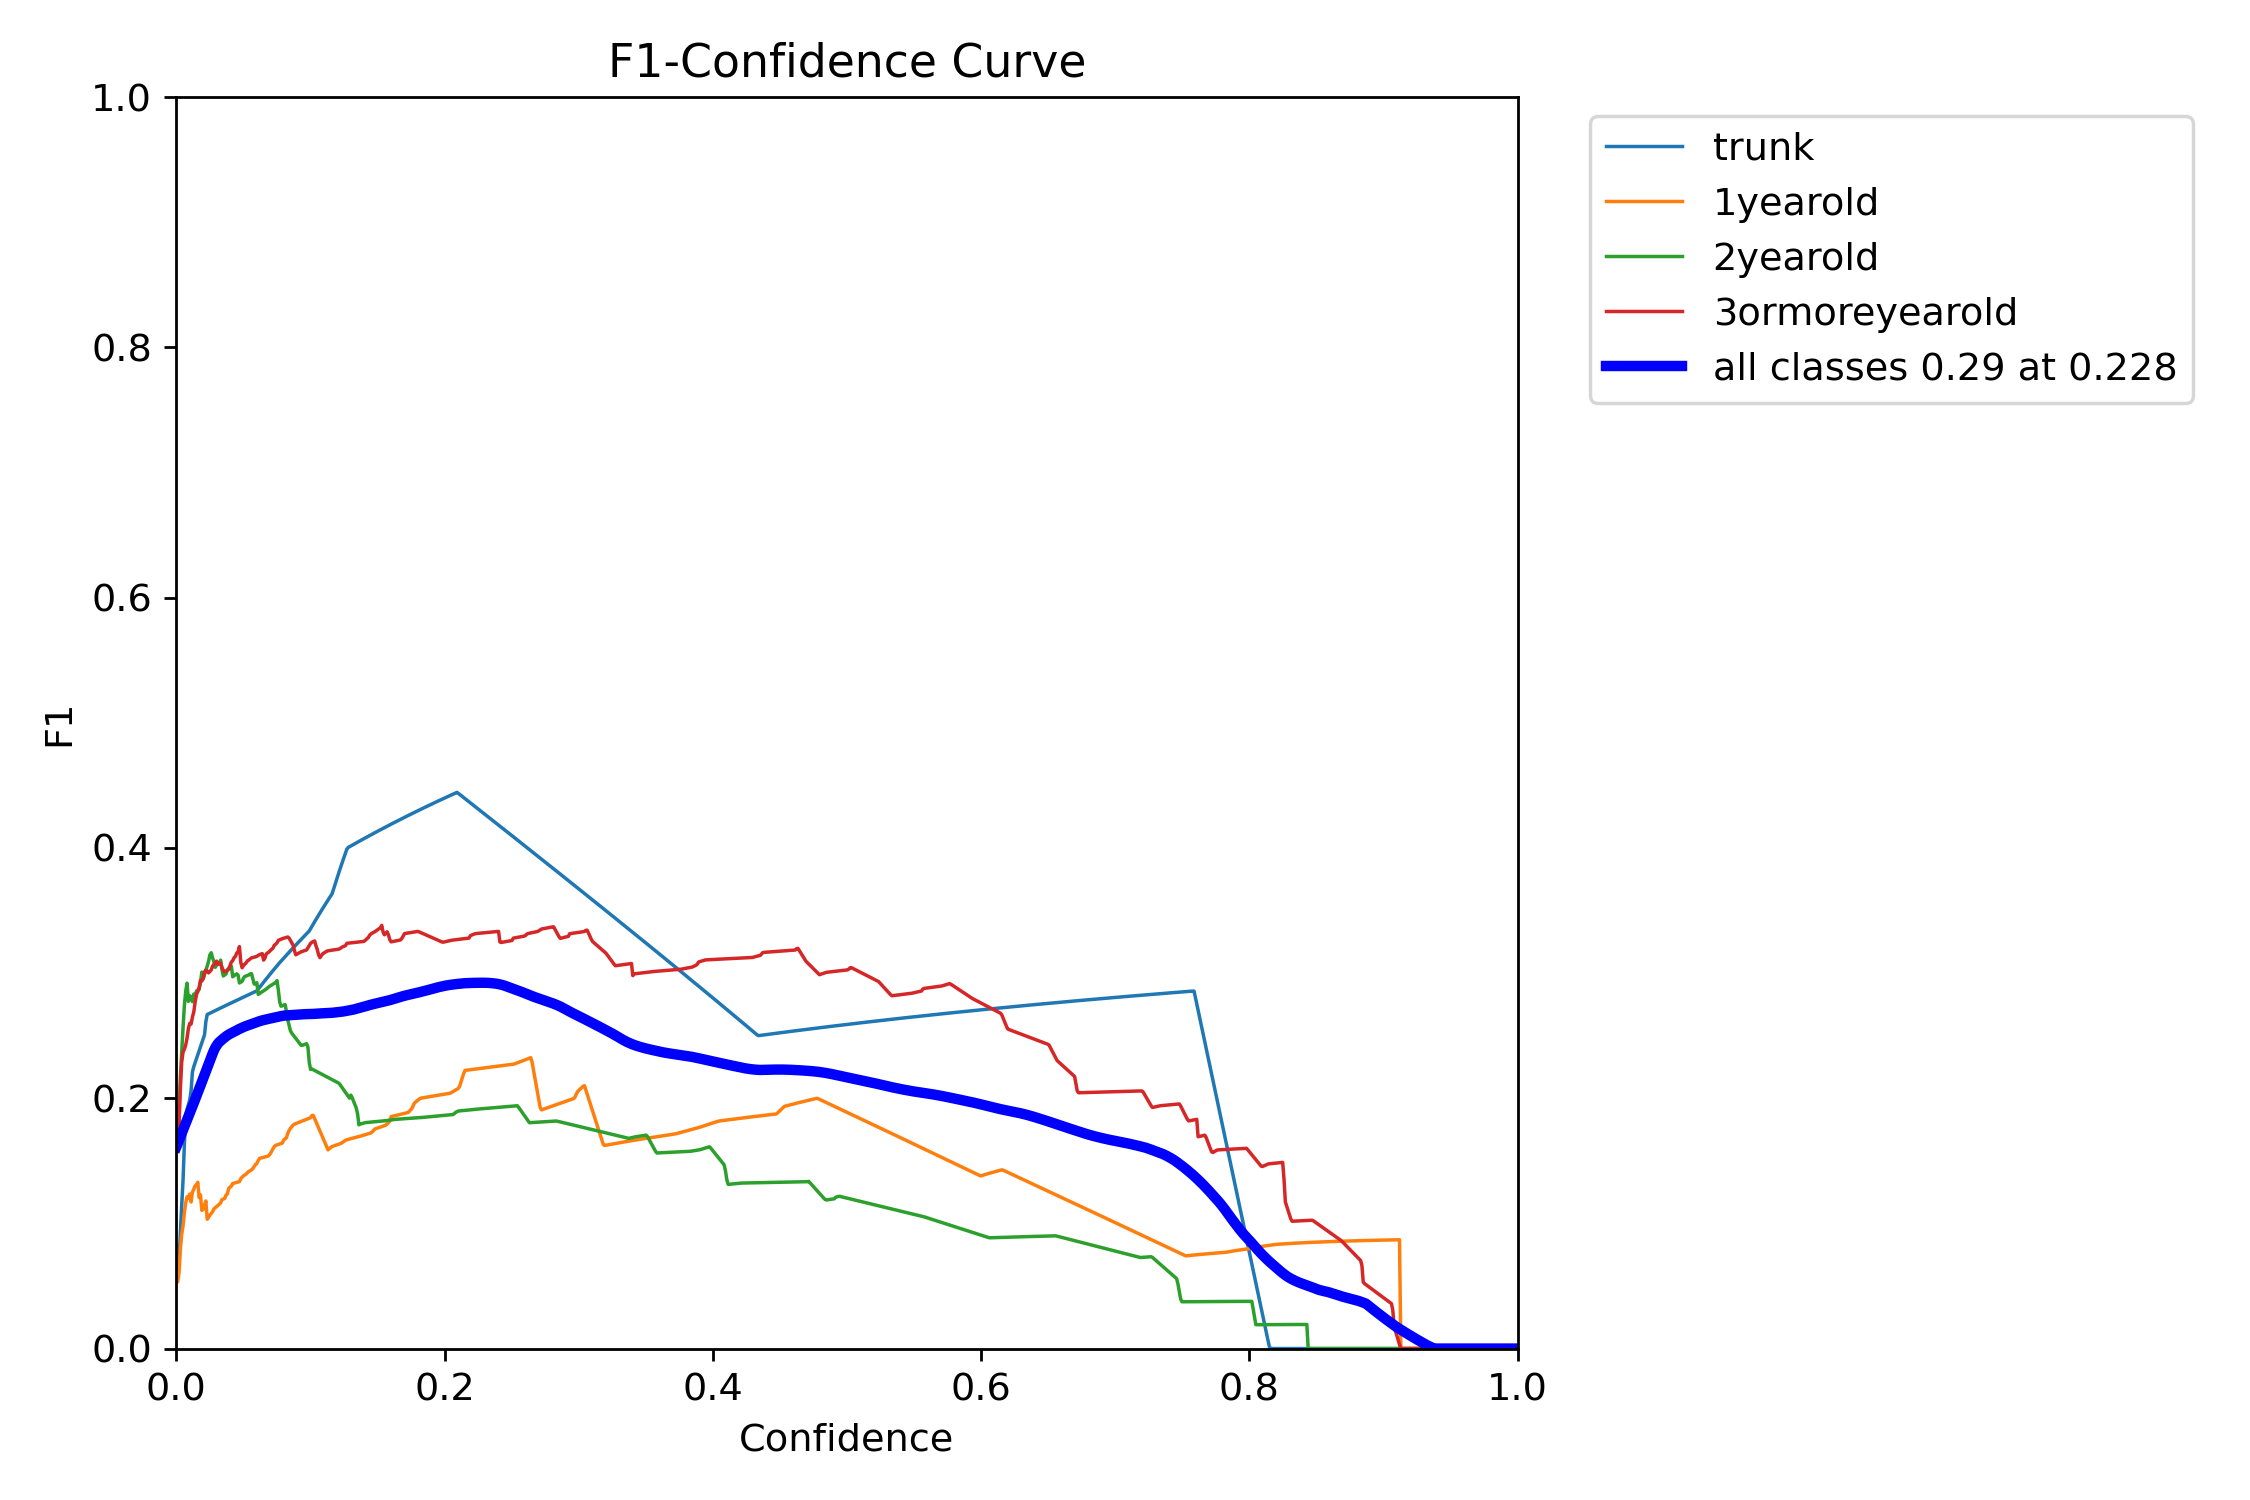 F1-Confidence Curve
1.0
0.8
0.6
0.4
0.2
0.0
F1
0.0 0.2 0.4 0.6 0.8 1.0
Confidence
trunk
1yearold
2yearold
3ormoreyearold
all classes 0.29 at 0.228